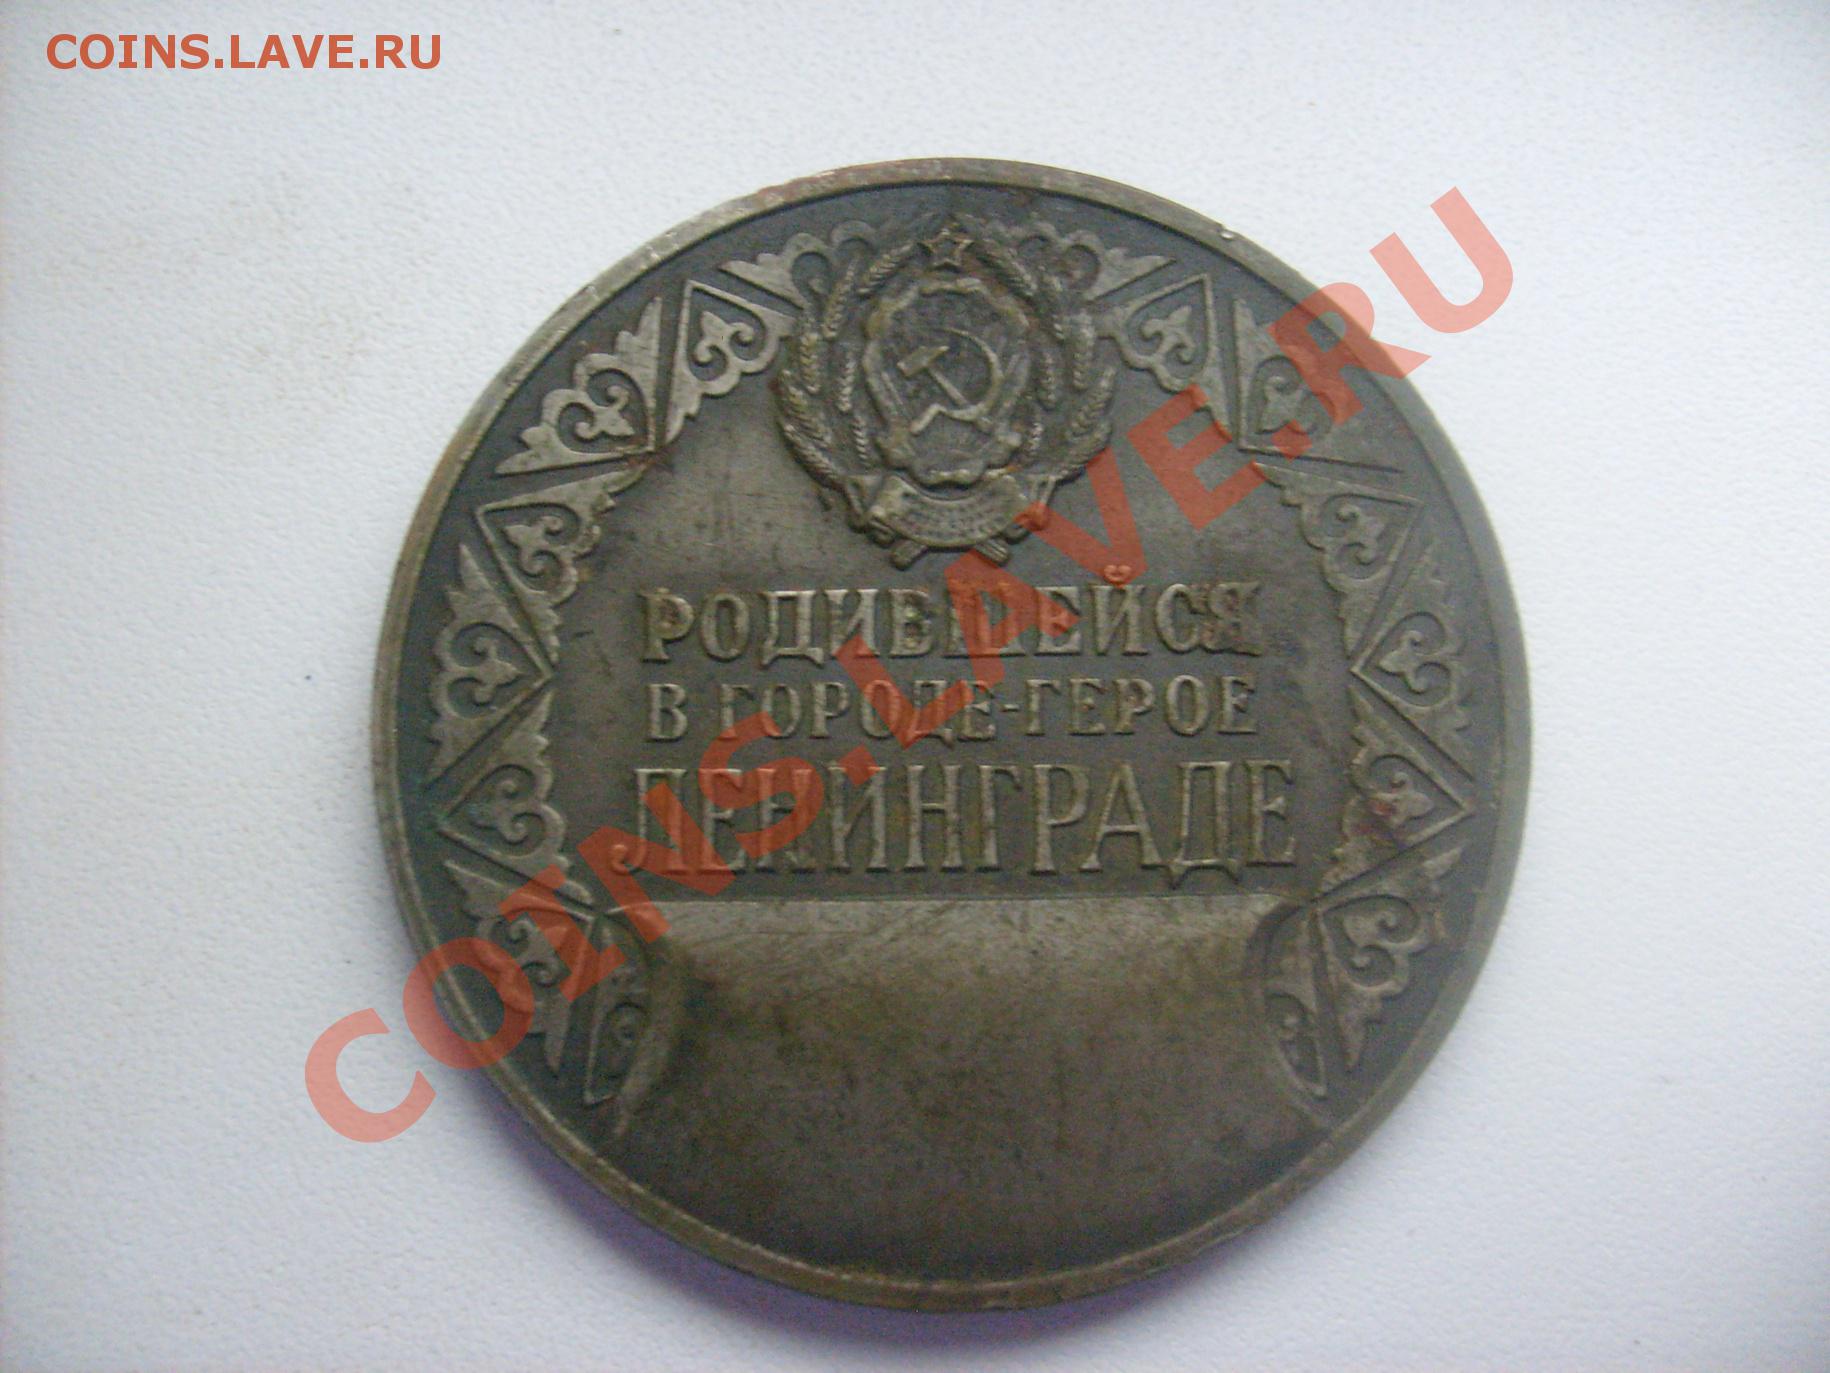 COINS.LAVE.RU
РОДИВШЕЙСЯ
В ГОРОДЕ-ГЕРОЕ
ЛЕНИНГРАДЕ
COINS.LAVE.RU